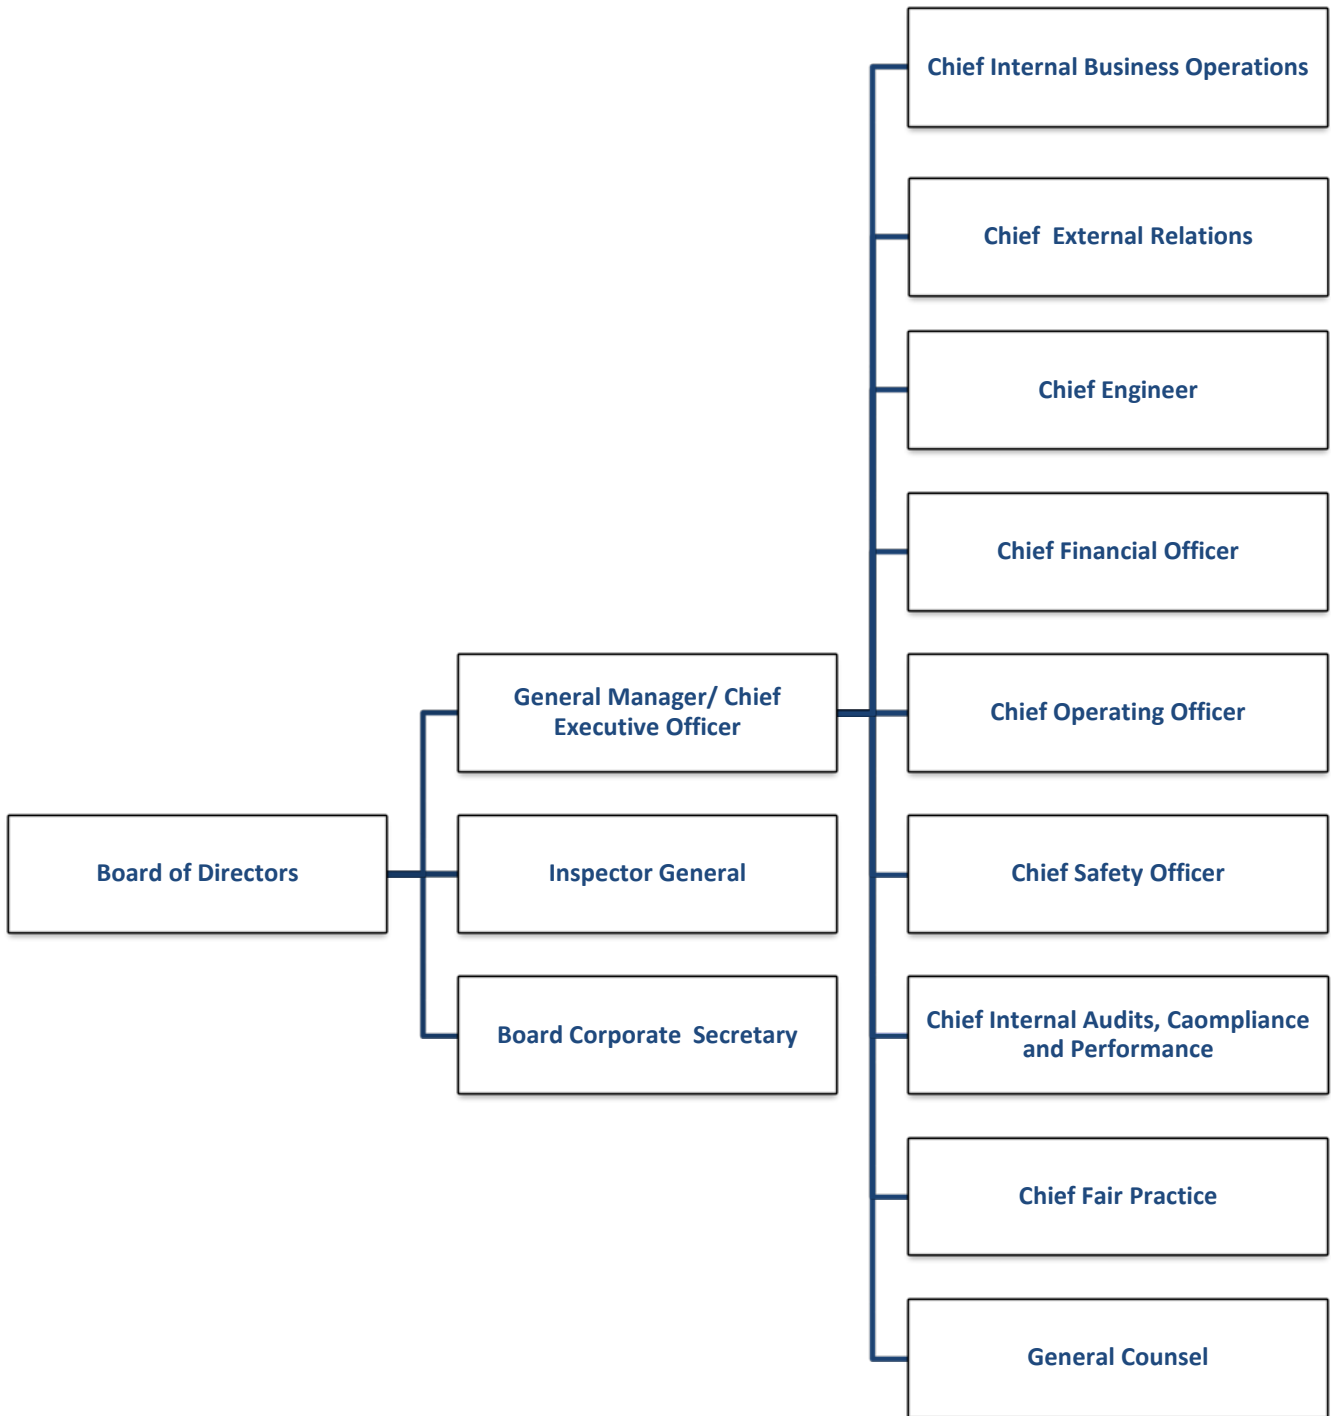 Chief Internal Business Operations
Chief  External Relations
Chief Engineer
Chief Financial Officer
General Manager/ Chief
Executive Officer
Chief Operating Officer
Board of Directors
Inspector General
Chief Safety Officer
Board Corporate  Secretary
Chief Internal Audits, Caompliance
and Performance
Chief Fair Practice
General Counsel